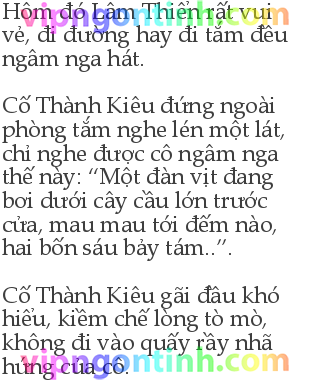 Hôm đó Lâm Thiển rất vui
vẻ, đi đường hay đi tắm đều
ngâm nga hát.
Cố Thành Kiêu đứng ngoài
phòng tắm nghe lén một lát,
chỉ nghe được cô ngâm nga
thế này: “Một đàn vịt đang
bơi dưới cây cầu lớn trước
cửa, mau mau tới đếm nào,
hai bốn sáu bảy tám..”.
Cố Thành Kiêu gãi đầu khó
hiểu, kiềm chế lòng tò mò,
không đi vào quấy rầy nhã
hứng của cô.
vipngontinh.com
vipngontinh.com